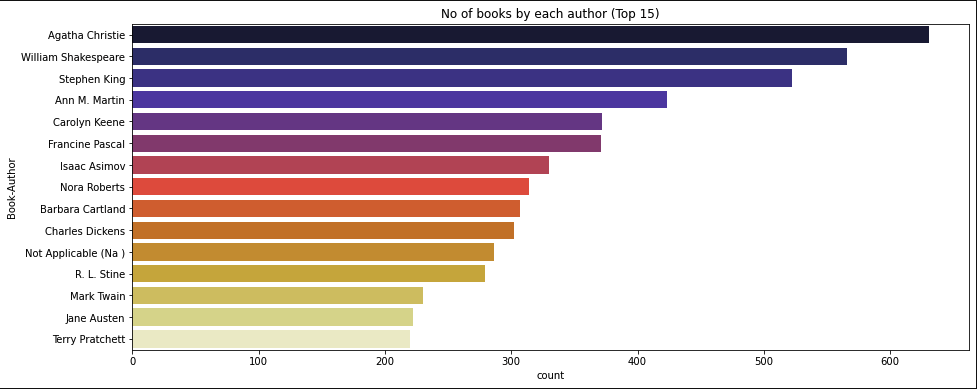 No of books by each author (Top 15)
Agatha Christie
William Shakespeare
Stephen King
Ann M. Martin
Carolyn Keene
Francine Pascal
Isaac Asimov
Nora Roberts
Barbara Cartland
Charles Dickens
Not Applicable (Na )
R. L. Stine
Mark Twain
Jane Austen
Terry Pratchett
Book-Author
0 100 200 300 400 500 600
count